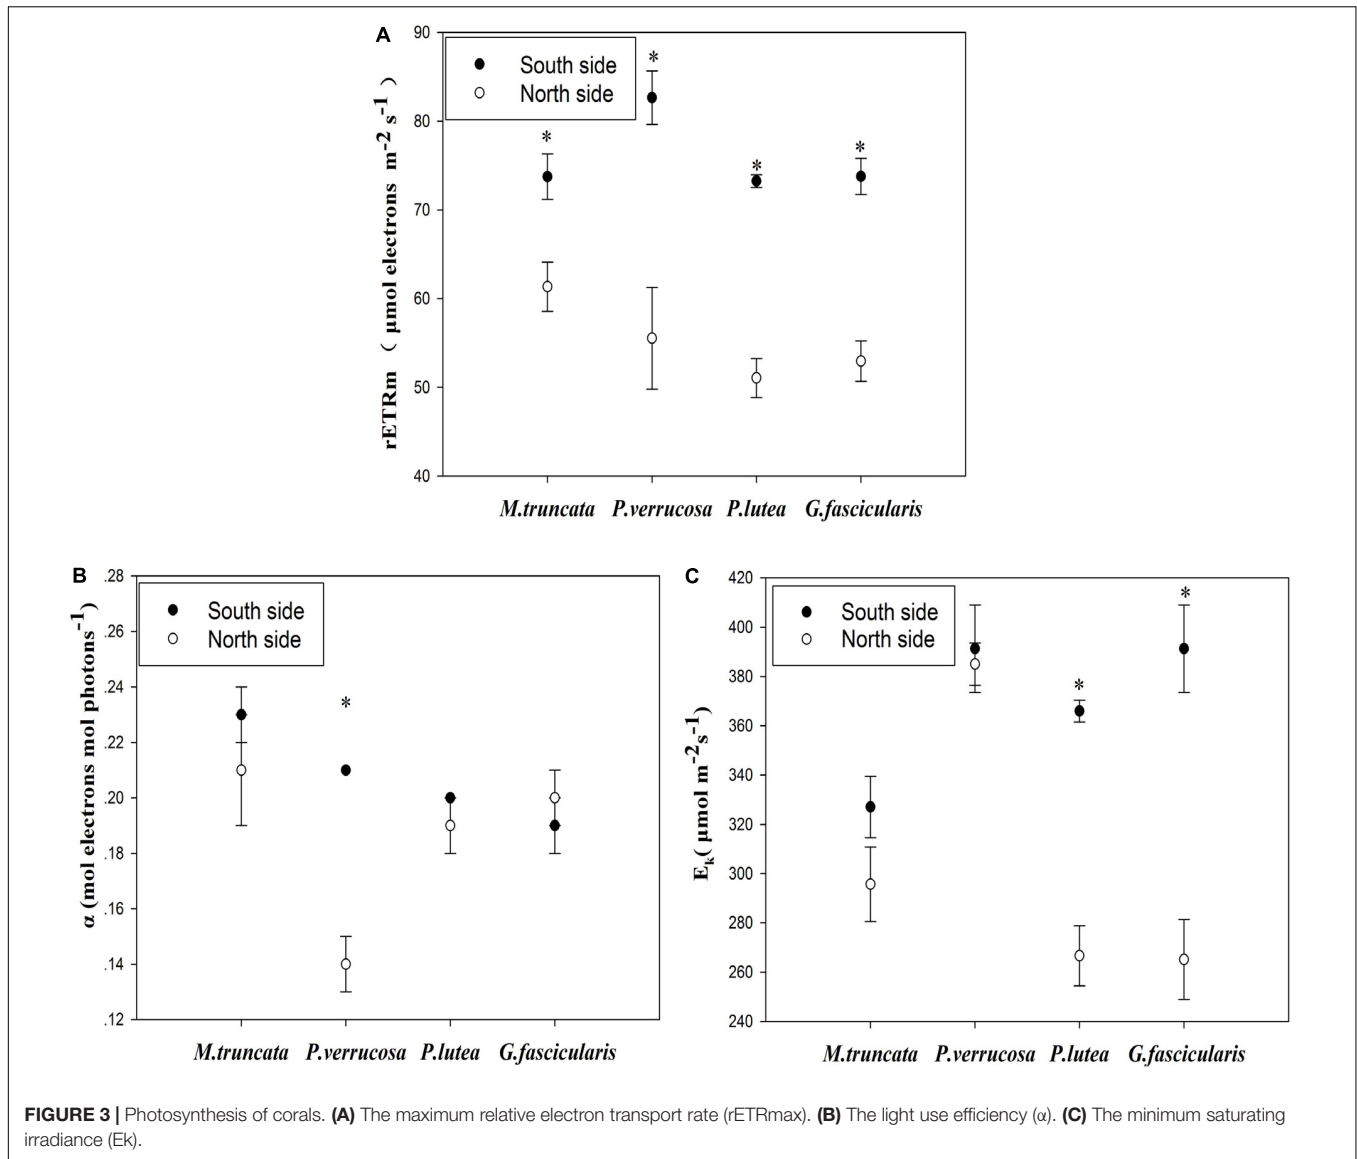 A
90
80
70
60
50
40
rETRm ( μmol electrons m-2 s-1 )
South side
North side
*
*
*
*
M.truncata P.verrucosa P.lutea G.fascicularis
B
.28
.26
.24
.22
.20
.18
.16
.14
.12
α (mol electrons mol photons-1)
South side
North side
*
M.truncata P.verrucosa P.lutea G.fascicularis
C
420
400
380
360
340
320
300
280
260
240
Ek( μmol m-2s-1)
South side
North side
*
*
M.truncata P.verrucosa P.lutea G.fascicularis
FIGURE 3 | Photosynthesis of corals. (A) The maximum relative electron transport rate (rETRmax). (B) The light use efficiency (α). (C) The minimum saturating
irradiance (Ek).